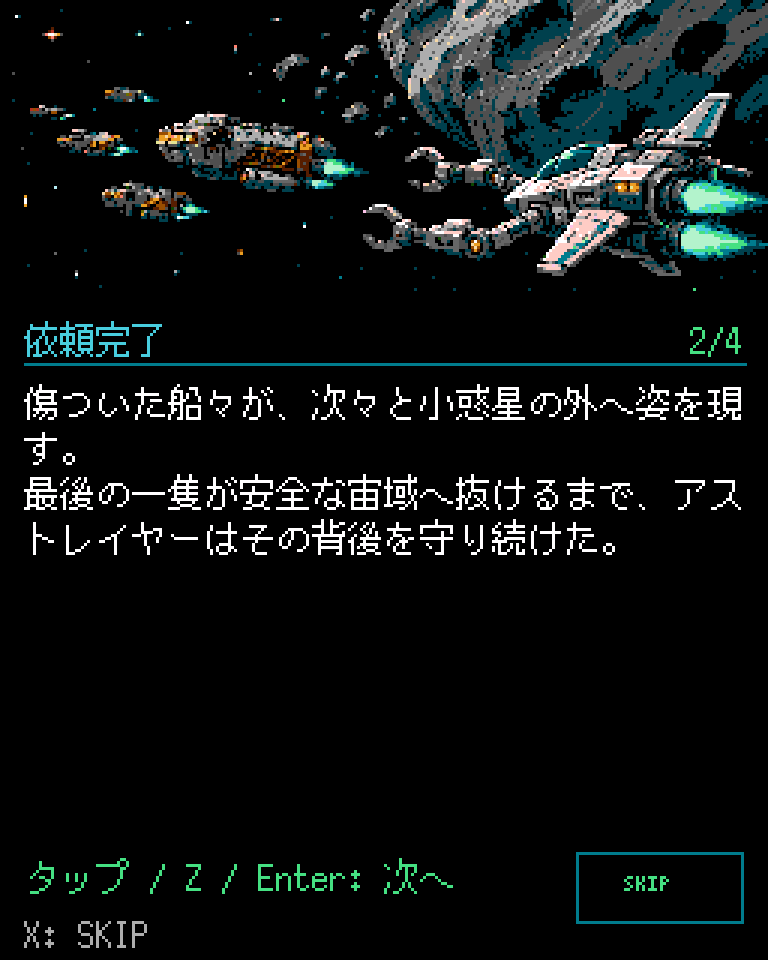 依頼完了
2/4
傷ついた船々が、次々と小惑星の外へ姿を現
す。
最後の一隻が安全な宙域へ抜けるまで、アス
トレイヤーはその背後を守り続けた。
タップ / Z / Enter: 次へ
SKIP
X: SKIP